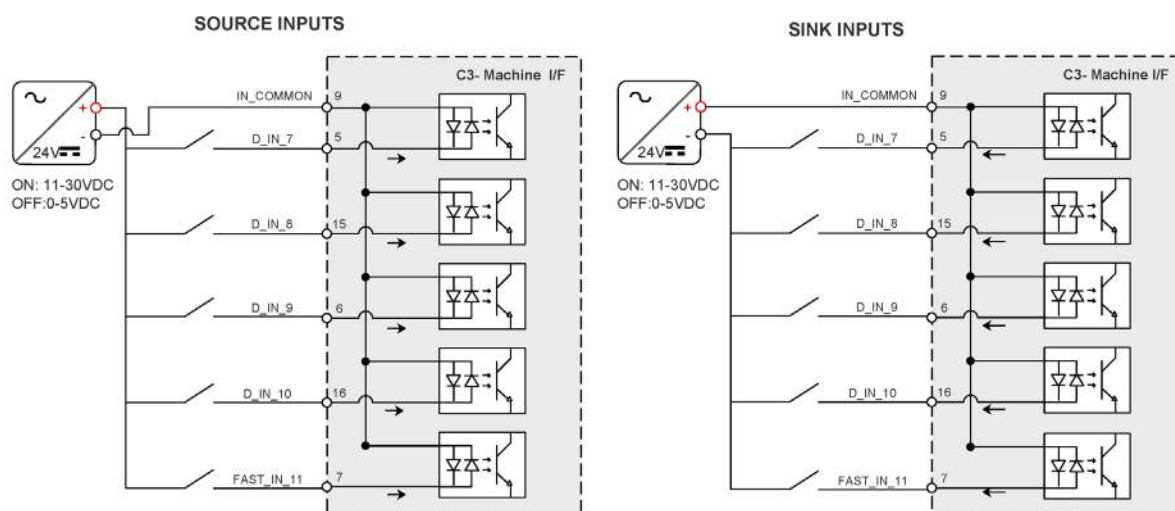 SOURCE INPUTS
C3- Machine I/F
+
-
24V
ON: 11-30VDC
OFF:0-5VDC
IN_COMMON
9
D_IN_7
5
D_IN_8
15
D_IN_9
6
D_IN_10
16
FAST_IN_11
7
SINK INPUTS
C3- Machine I/F
+
-
24V
ON: 11-30VDC
OFF:0-5VDC
IN_COMMON
9
D_IN_7
5
D_IN_8
15
D_IN_9
6
D_IN_10
16
FAST_IN_11
7